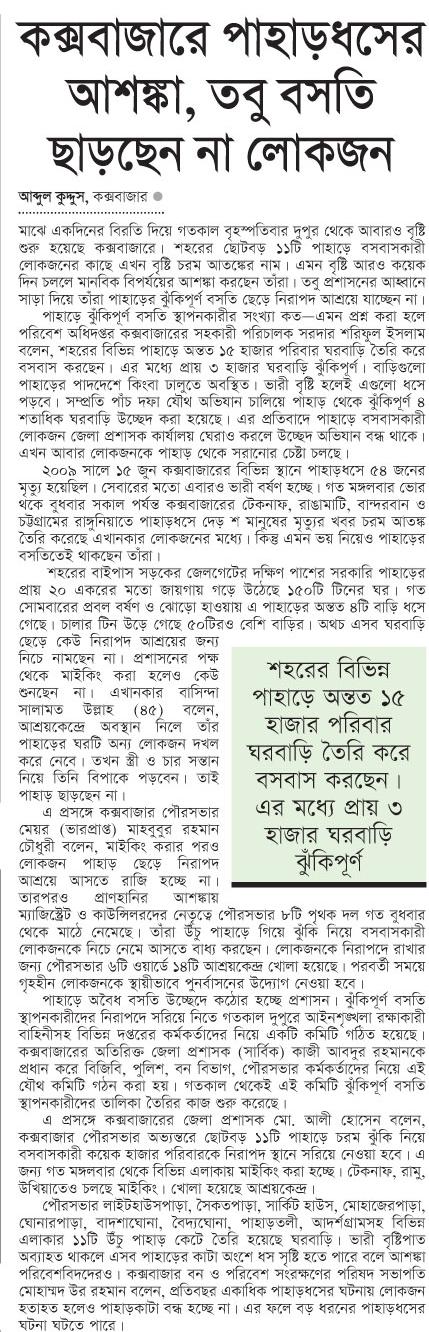 কক্সবাজারে পাহাড়ধসের
আশঙ্কা, তবু বসতি
ছাড়ছেন না লোকজন
আব্দুল কুদ্দুস, কক্সবাজার ●
মাঝে একদিনের বিরতি দিয়ে গতকাল বৃহস্পতিবার দুপুর থেকে আবারও বৃষ্টি
শুরু হয়েছে কক্সবাজারে। শহরের ছোটবড় ১১টি পাহাড়ে বসবাসকারী
লোকজনের কাছে এখন বৃষ্টি চরম আতঙ্কের নাম। এমন বৃষ্টি আরও কয়েক
দিন চললে মানবিক বিপর্যয়ের আশঙ্কা করছেন তাঁরা। তবু প্রশাসনের আহ্বানে
সাড়া দিয়ে তাঁরা পাহাড়ের ঝুঁকিপূর্ণ বসতি ছেড়ে নিরাপদ আশ্রয়ে যাচ্ছেন না।
পাহাড়ে ঝুঁকিপূর্ণ বসতি স্থাপনকারীর সংখ্যা কত—এমন প্রশ্ন করা হলে
পরিবেশ অধিদপ্তর কক্সবাজারের সহকারী পরিচালক সরদার শরিফুল ইসলাম
বলেন, শহরের বিভিন্ন পাহাড়ে অন্তত ১৫ হাজার পরিবার ঘরবাড়ি তৈরি করে
বসবাস করছেন। এর মধ্যে প্রায় ৩ হাজার ঘরবাড়ি ঝুঁকিপূর্ণ। বাড়িগুলো
পাহাড়ের পাদদেশে কিংবা ঢালুতে অবস্থিত। ভারী বৃষ্টি হলেই এগুলো ধসে
পড়বে। সম্প্রতি পাঁচ দফা যৌথ অভিযান চালিয়ে পাহাড় থেকে ঝুঁকিপূর্ণ ৪
শতাধিক ঘরবাড়ি উচ্ছেদ করা হয়েছে। এর প্রতিবাদে পাহাড়ে বসবাসকারী
লোকজন জেলা প্রশাসক কার্যালয় ঘেরাও করলে উচ্ছেদ অভিযান বন্ধ থাকে।
এখন আবার লোকজনকে পাহাড় থেকে সরানোর চেষ্টা চলছে।
২০০৯ সালে ১৫ জুন কক্সবাজারের বিভিন্ন স্থানে পাহাড়ধসে ৫৪ জনের
মৃত্যু হয়েছিল। সেবারের মতো এবারও ভারী বর্ষণ হচ্ছে। গত মঙ্গলবার ভোর
থকে বুধবার সকাল পর্যন্ত কক্সবাজারের টেকনাফ, রাঙামাটি, বান্দরবান ও
চট্টগ্রামের রাঙ্গুনিয়াতে পাহাড়ধসে দেড় শ মানুষের মৃত্যুর খবর চরম আতঙ্ক
তৈরি করেছে এখানকার লোকজনের মধ্যে। কিন্তু এমন ভয় নিয়েও পাহাড়ের
বসতিতেই থাকছেন তাঁরা।
শহরের বাইপাস সড়কের জেলগেটের দক্ষিণ পাশের সরকারি পাহাড়ের
প্রায় ২০ একরের মতো জায়গায় গড়ে উঠেছে ১৫০টি টিনের ঘর। গত
সোমবারের প্রবল বর্ষণ ও ঝোড়ো হাওয়ায় এ পাহাড়ের অন্তত ৪টি বাড়ি ধসে
গেছে। চালার টিন উড়ে গেছে ৫০টিরও বেশি বাড়ির। অথচ এসব ঘরবাড়ি
ছেড়ে কেউ নিরাপদ আশ্রয়ের জন্য
নিচে নামছেন না। প্রশাসনের পক্ষ
থেকে মাইকিং করা হলেও কেউ
শুনছেন না। এখানকার বাসিন্দা
সালামত উল্লাহ (৪৫) বলেন,
আশ্রয়কেন্দ্রে অবস্থান নিলে তাঁর
পাহাড়ের ঘরটি অন্য লোকজন দখল
করে নেবে। তখন স্ত্রী ও চার সন্তান
নিয়ে তিনি বিপাকে পড়বেন। তাই
পাহাড় ছাড়ছেন না।
শহরের বিভিন্ন
পাহাড়ে অন্তত ১৫
হাজার পরিবার
ঘরবাড়ি তৈরি করে
বসবাস করছেন।
এর মধ্যে প্রায় ৩
হাজার ঘরবাড়ি
ঝুঁকিপূর্ণ
এ প্রসঙ্গে কক্সবাজার পৌরসভার
মেয়র (ভারপ্রাপ্ত) মাহবুবুর রহমান
চৌধুরী বলেন, মাইকিং করার পরও
লোকজন পাহাড় ছেড়ে নিরাপদ
আশ্রয়ে আসতে রাজি হচ্ছে না।
তারপরও প্রাণহানির আশঙ্কায়
ম্যাজিস্ট্রেট ও কাউন্সিলরদের নেতৃত্বে পৌরসভার ৮টি পৃথক দল গত বুধবার
থেকে মাঠে নেমেছে। তাঁরা উঁচু পাহাড়ে গিয়ে ঝুঁকি নিয়ে বসবাসকারী
লোকজনকে নিচে নেমে আসতে বাধ্য করছেন। লোকজনকে নিরাপদে রাখার
জন্য পৌরসভার ৬টি ওয়ার্ডে ১৪টি আশ্রয়কেন্দ্র খোলা হয়েছে। পরবর্তী সময়ে
গৃহহীন লোকজনকে স্থায়ীভাবে পুনর্বাসনের উদ্যোগ নেওয়া হবে।
পাহাড়ে অবৈধ বসতি উচ্ছেদে কঠোর হচ্ছে প্রশাসন। ঝুঁকিপূর্ণ বসতি
স্থাপনকারীদের নিরাপদে সরিয়ে নিতে গতকাল দুপুরে আইনশৃঙ্খলা রক্ষাকারী
বাহিনীসহ বিভিন্ন দপ্তরের কর্মকর্তাদের নিয়ে একটি কমিটি গঠিত হয়েছে।
কক্সবাজারের অতিরিক্ত জেলা প্রশাসক (সার্বিক) কাজী আবদুর রহমানকে
প্রধান করে বিজিবি, পুলিশ, বন বিভাগ, পৌরসভার কর্মকর্তাদের নিয়ে এই
যৌথ কমিটি গঠন করা হয়। গতকাল থেকেই এই কমিটি ঝুঁকিপূর্ণ বসতি
স্থাপনকারীদের তালিকা তৈরির কাজ শুরু করেছে।
এ প্রসঙ্গে কক্সবাজারের জেলা প্রশাসক মো. আলী হোসেন বলেন,
কক্সবাজার পৌরসভার অভ্যন্তরে ছোটবড় ১১টি পাহাড়ে চরম ঝুঁকি নিয়ে
বসবাসকারী কয়েক হাজার পরিবারকে নিরাপদ স্থানে সরিয়ে নেওয়া হবে। এ
জন্য গত মঙ্গলবার থেকে বিভিন্ন এলাকায় মাইকিং করা হচ্ছে। টেকনাফ, রামু,
উখিয়াতেও চলছে মাইকিং। খোলা হয়েছে আশ্রয়কেন্দ্র।
পৌরসভার লাইটহাউসপাড়া, সৈকতপাড়া, সার্কিট হাউস, মোহাজেরপাড়া,
ঘোনারপাড়া, বাদশাঘোনা, বৈদ্যঘোনা, পাহাড়তলী, আদর্শগ্রামসহ বিভিন্ন
এলাকার ১১টি উঁচু পাহাড় কেটে তৈরি হয়েছে ঘরবাড়ি। ভারী বৃষ্টিপাত
অব্যাহত থাকলে এসব পাহাড়ের কাটা অংশে ধস সৃষ্টি হতে পারে বলে আশঙ্কা
পরিবেশবিদদেরও। কক্সবাজার বন ও পরিবেশ সংরক্ষণের পরিষদ সভাপতি
মোহাম্মদ উর রহমান বলেন, প্রতিবছর একাধিক পাহাড়ধসের ঘটনায় লোকজন
হতাহত হলেও পাহাড়কাটা বন্ধ হচ্ছে না। এর ফলে বড় ধরনের পাহাড়ধসের
ঘটনা ঘটতে পারে।